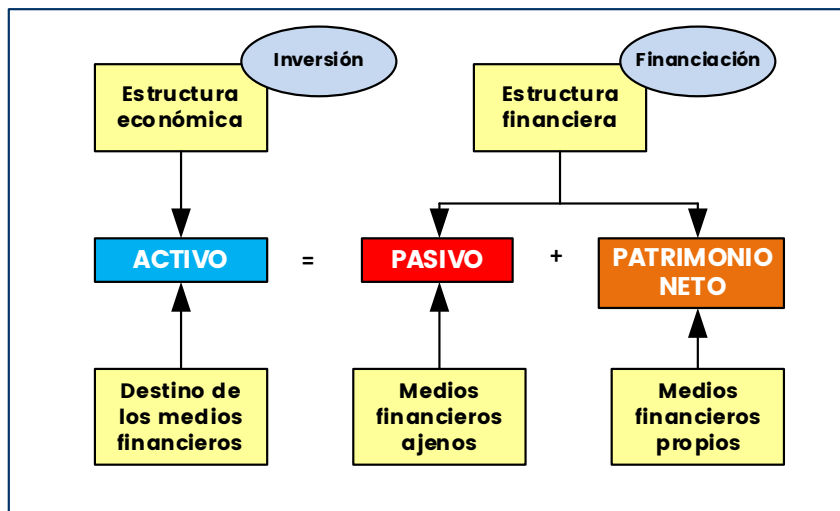 Inversión
Financiación
Estructura
económica
Estructura
financiera
ACTIVO
=
PASIVO
+
PATRIMONIO
NETO
Destino de
los medios
financieros
Medios
financieros
ajenos
Medios
financieros
propios